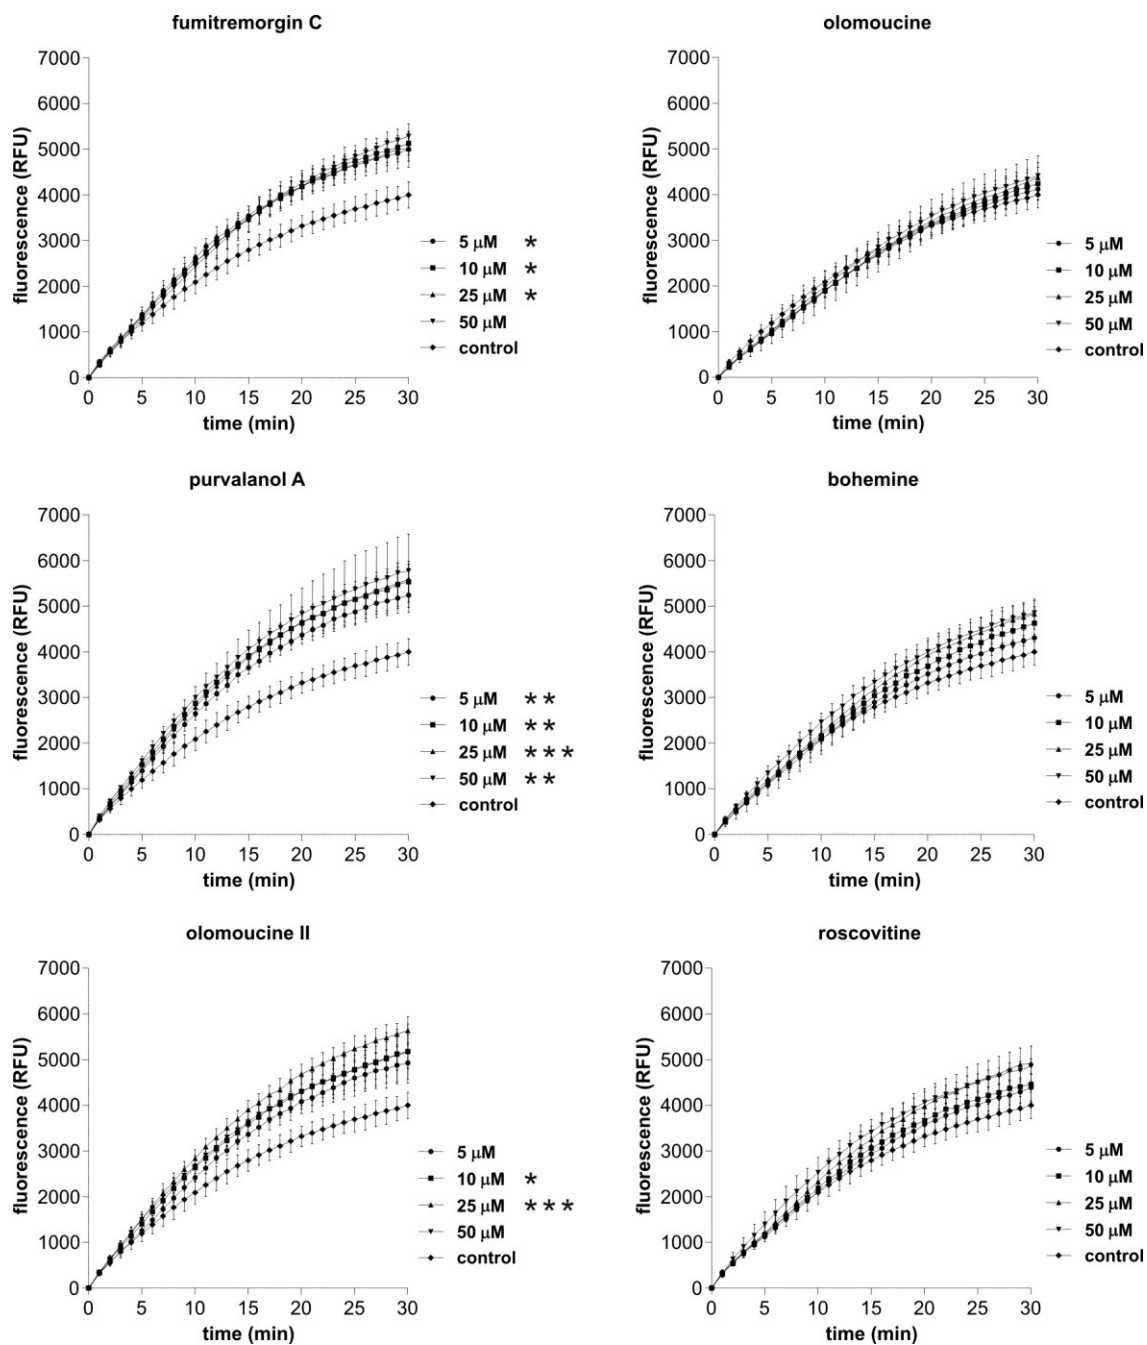 fumitremorgin C
fluorescence (RFU)
7000
6000
5000
4000
3000
2000
1000
0
0 5 10 15 20 25 30
time (min)
5 μM *
10 μM *
25 μM *
50 μM
control
olomoucine
fluorescence (RFU)
7000
6000
5000
4000
3000
2000
1000
0
0 5 10 15 20 25 30
time (min)
5 μM
10 μM
25 μM
50 μM
control
purvalanol A
fluorescence (RFU)
7000
6000
5000
4000
3000
2000
1000
0
0 5 10 15 20 25 30
time (min)
5 μM **
10 μM **
25 μM ***
50 μM **
control
bohemine
fluorescence (RFU)
7000
6000
5000
4000
3000
2000
1000
0
0 5 10 15 20 25 30
time (min)
5 μM
10 μM
25 μM
50 μM
control
olomoucine II
fluorescence (RFU)
7000
6000
5000
4000
3000
2000
1000
0
0 5 10 15 20 25 30
time (min)
5 μM
10 μM *
25 μM ***
50 μM
control
roscovitine
fluorescence (RFU)
7000
6000
5000
4000
3000
2000
1000
0
0 5 10 15 20 25 30
time (min)
5 μM
10 μM
25 μM
50 μM
control